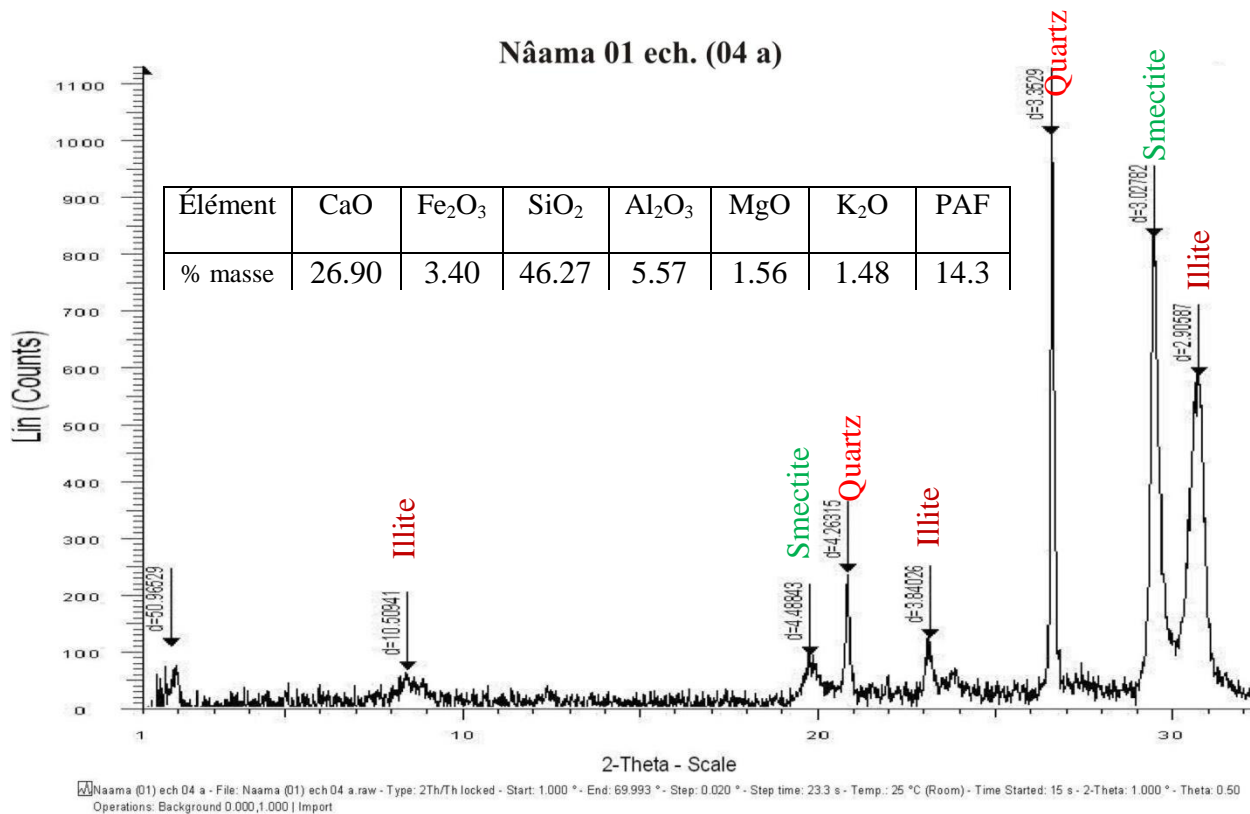 Nâama 01 ech. (04 a)
Lin (Counts)
1100
1000
900
800
700
600
500
400
300
200
100
0
Élément CaO Fe₂O₃ SiO₂ Al₂O₃ MgO K₂O PAF
% masse 26.90 3.40 46.27 5.57 1.56 1.48 14.3
d=50.96529
Illite
d=10.50941
Smectite
d=4.48843
Quartz
d=4.26315
Illite
d=3.84026
Quartz
d=3.3529
Smectite
d=3.02782
Illite
d=2.90587
1 10 20 30
2-Theta - Scale
Naama (01) ech 04 a - File: Naama (01) ech 04 a.raw - Type: 2Th/Th locked - Start: 1.000 ° - End: 69.993 ° - Step: 0.020 ° - Step time: 23.3 s - Temp.: 25 °C (Room) - Time Started: 15 s - 2-Theta: 1.000 ° - Theta: 0.50
Operations: Background 0.000,1.000 | Import